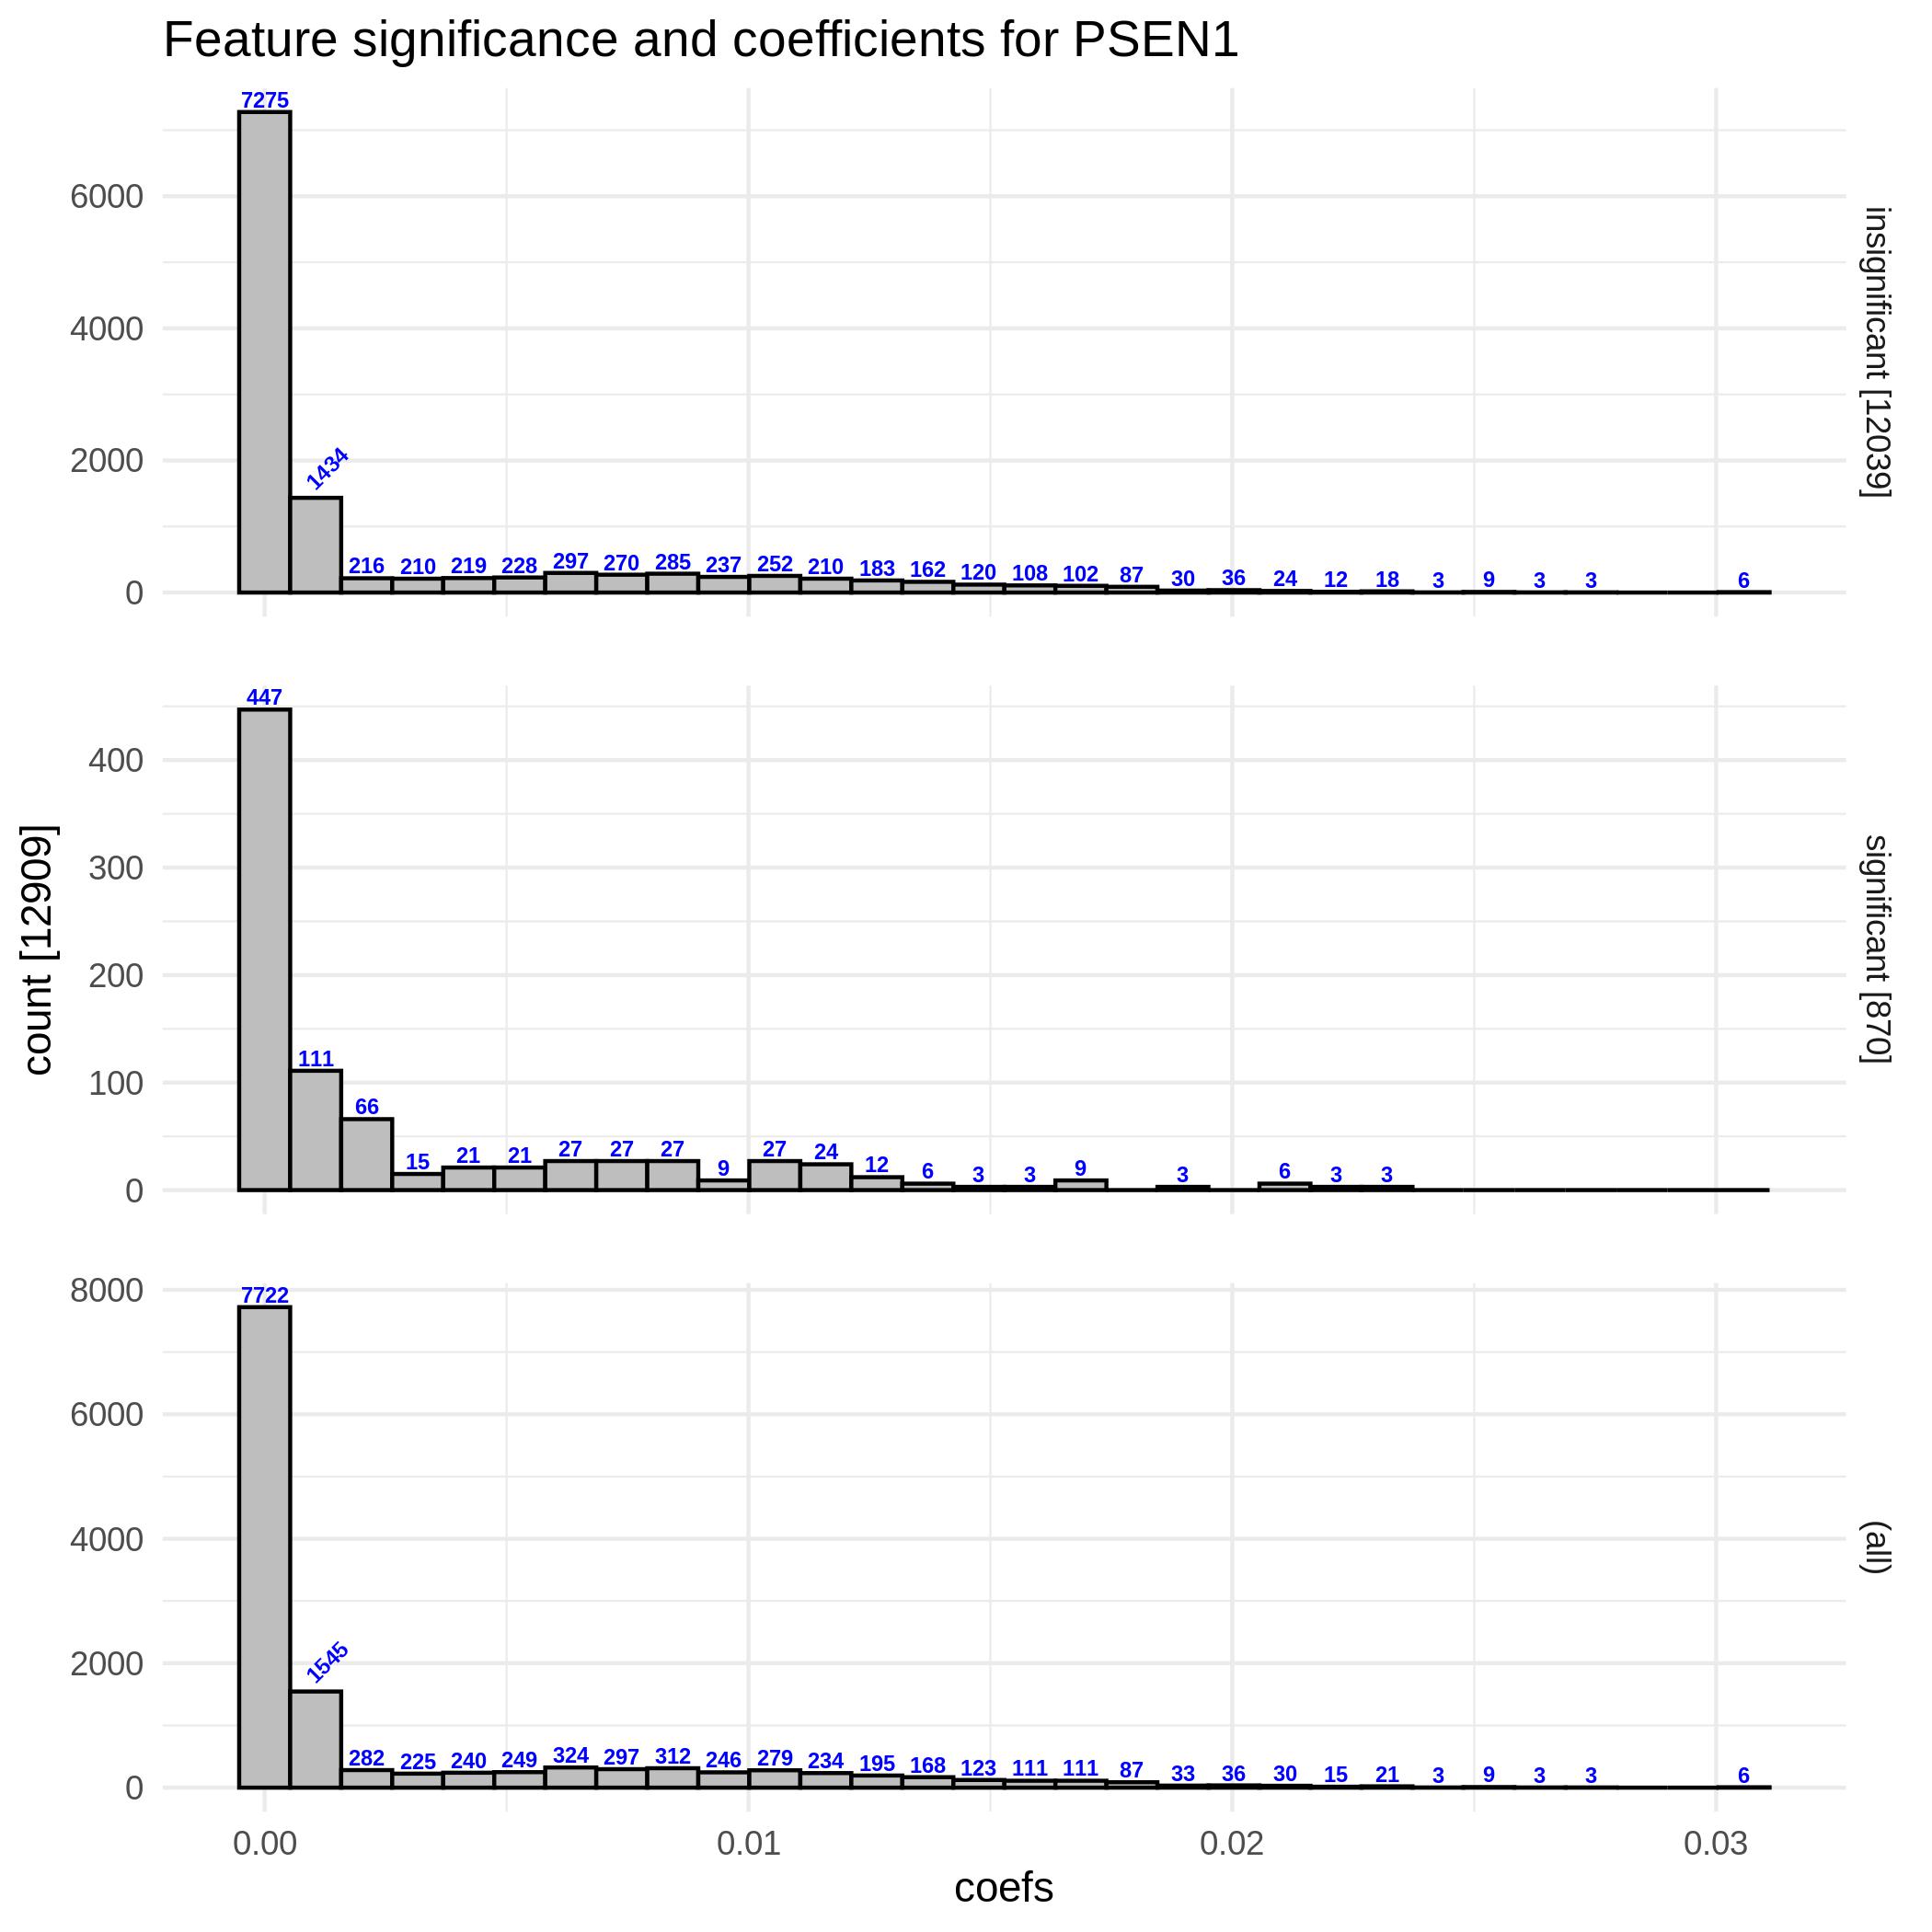 Feature significance and coefficients for PSEN1
7275
1434
216 210 219 228 297 270 285 237 252 210 183 162 120 108 102 87 30 36 24 12 18 3 9 3 3 6
6000
4000
2000
0
insignificant [12039]
447
111
66
15 21 21 27 27 27 9 27 24 12 6 3 3 9 3 6 3 3
400
300
200
100
0
significant [870]
count [12909]
7722
1545
282 225 240 249 324 297 312 246 279 234 195 168 123 111 111 87 33 36 30 15 21 3 9 3 3 6
8000
6000
4000
2000
0
(all)
0.00 0.01 0.02 0.03
coefs